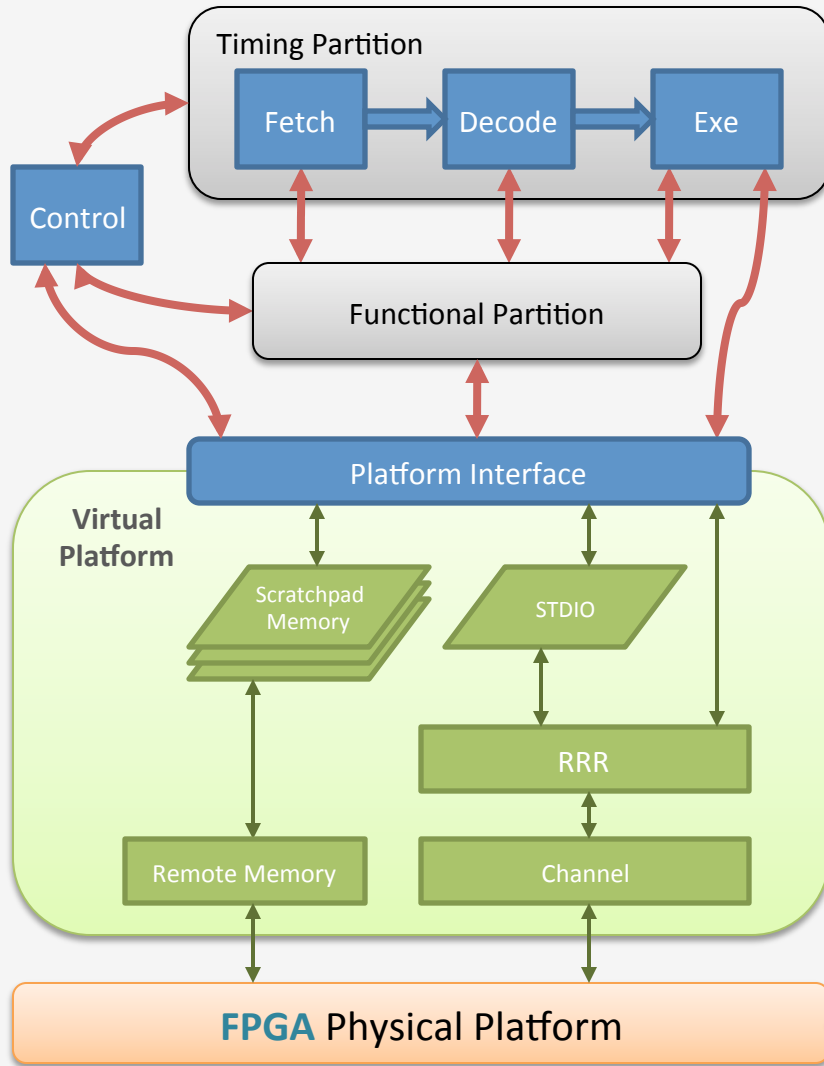 Timing Partition
Fetch
Decode
Exe
Control
Functional Partition
Platform Interface
Virtual
Platform
Scratchpad
Memory
STDIO
RRR
Remote Memory
Channel
FPGA Physical Platform